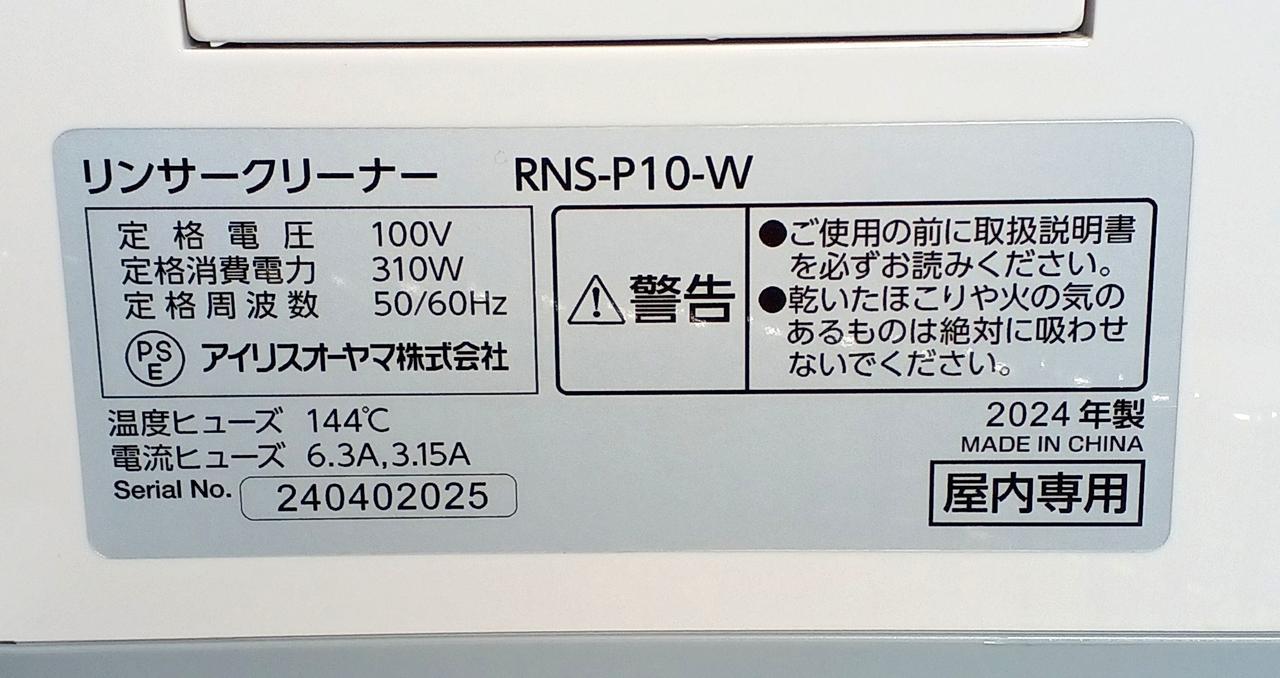 リンサークリーナー RNS-P10-W
定格電圧 100V
定格消費電力 310W
定格周波数 50/60Hz
PSE アイリスオーヤマ株式会社
警告
●ご使用の前に取扱説明書
を必ずお読みください。
●乾いたほこりや火の気の
あるものは絶対に吸わせ
ないでください。
温度ヒューズ 144℃
電流ヒューズ 6.3A,3.15A
Serial No. 240402025
2024年製
MADE IN CHINA
屋内専用